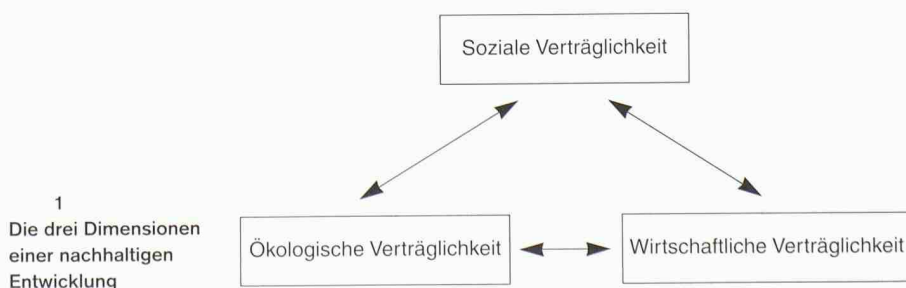 Soziale Verträglichkeit
1
Die drei Dimensionen
einer nachhaltigen
Entwicklung
Ökologische Verträglichkeit
Wirtschaftliche Verträglichkeit